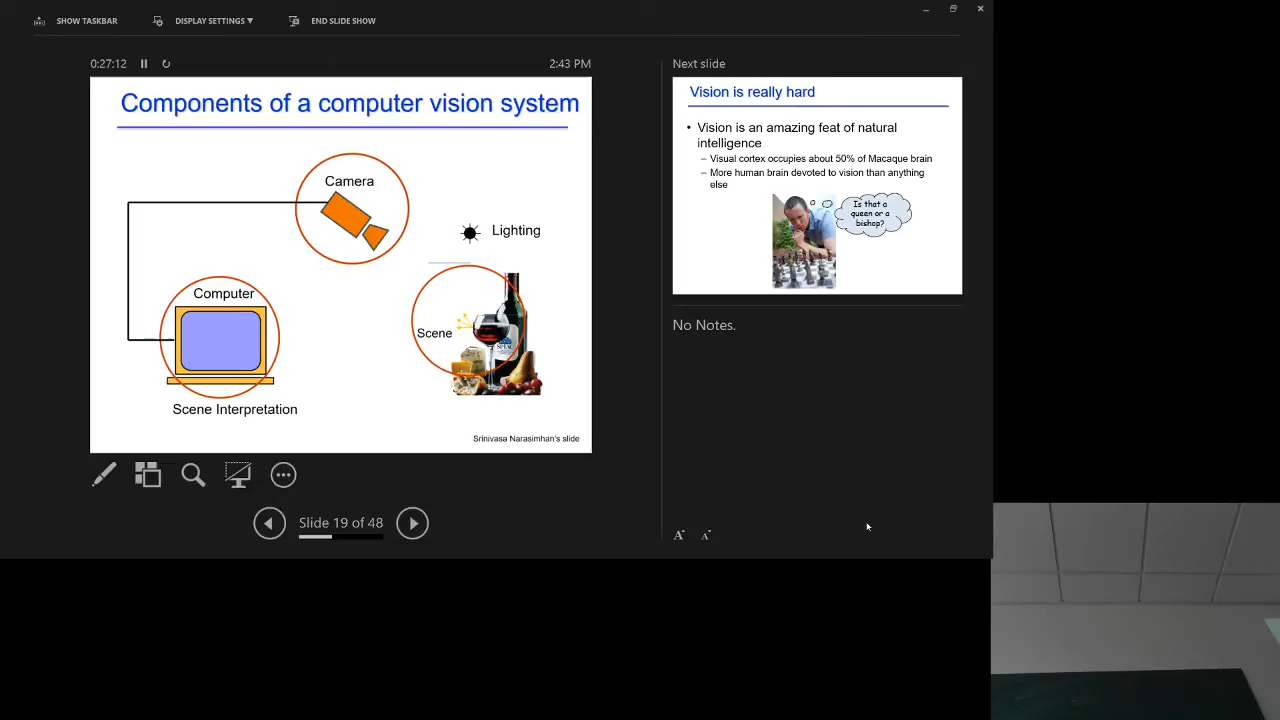 SHOW TASKBAR
DISPLAY SETTINGS ▼
END SLIDE SHOW
0:27:12
2:43 PM
Components of a computer vision system
Camera
Lighting
Computer
Scene
Scene Interpretation
Srinivasa Narasimhan's slide
Slide 19 of 48
Next slide
Vision is really hard
• Vision is an amazing feat of natural
intelligence
– Visual cortex occupies about 50% of Macaque brain
– More human brain devoted to vision than anything
else
Is that a
queen or a
bishop?
No Notes.
A A